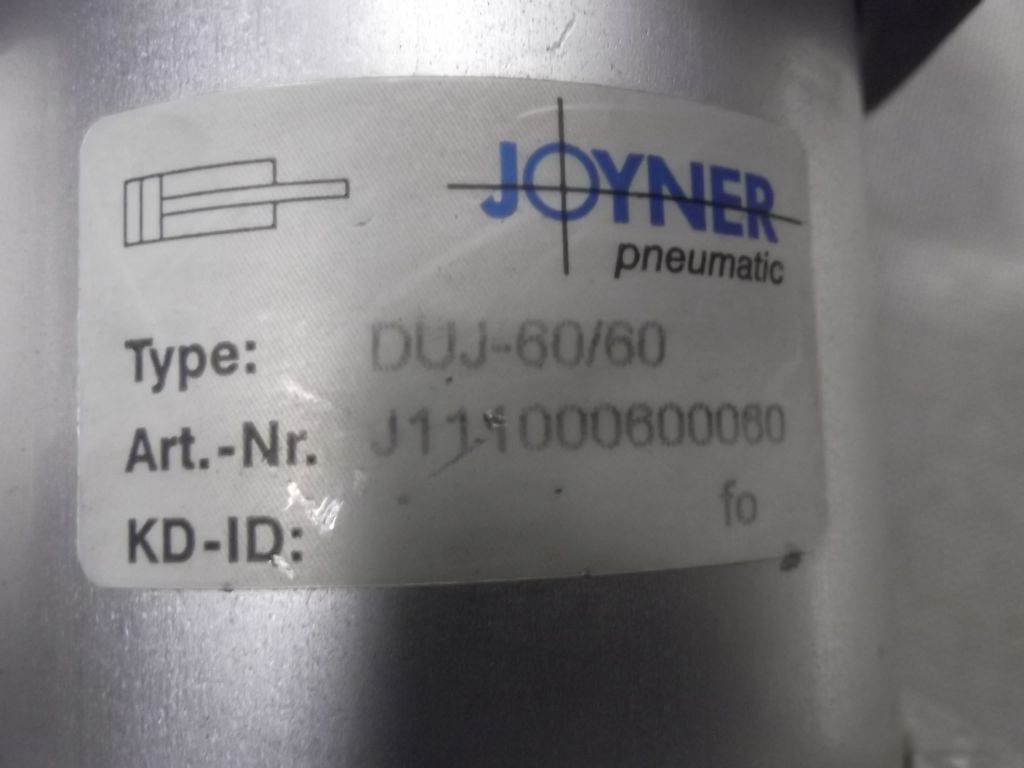 JOYNER
pneumatic
Type: DUJ-60/60
Art.-Nr. J111000600060
fo
KD-ID: